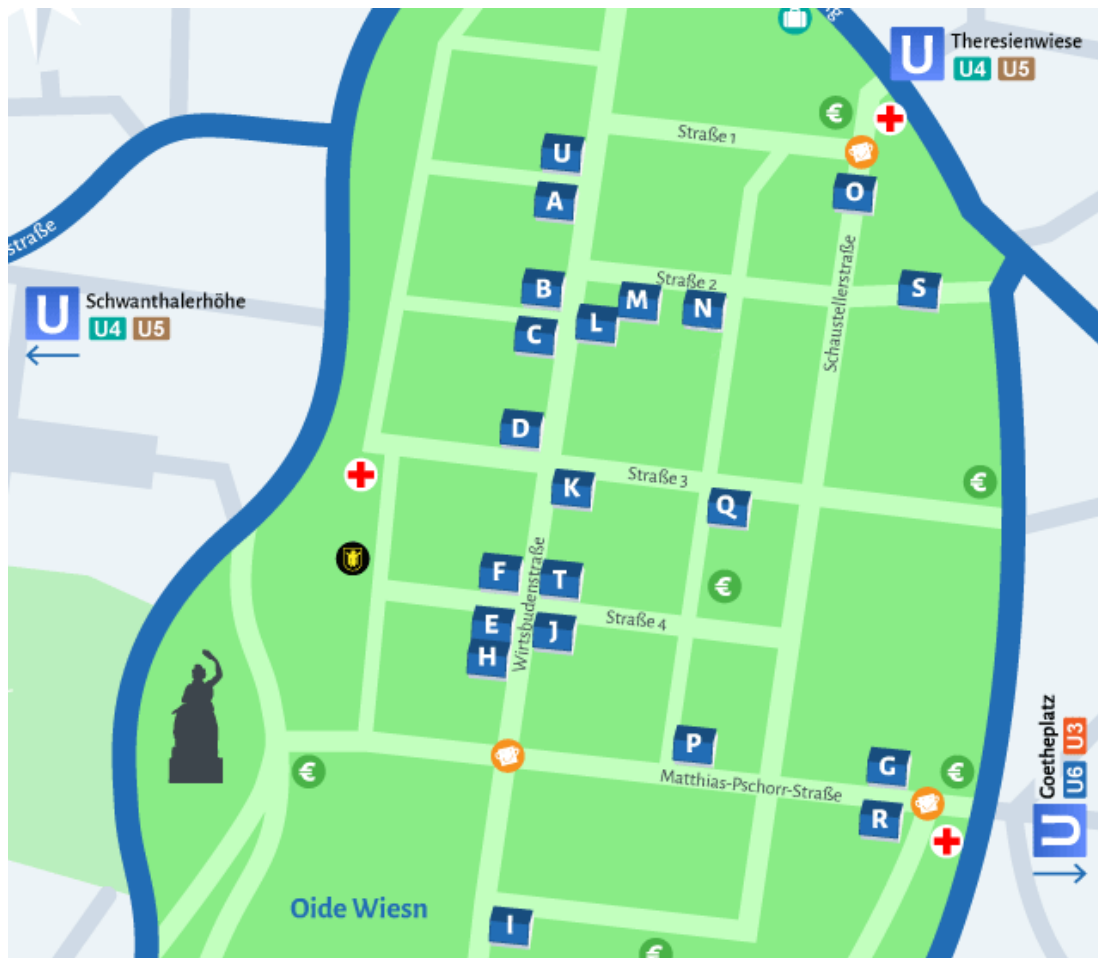 U
Theresienwiese
U4 U5
€
Straße 1
U
A
O
straße
Straße 2
B
M
N
S
L
C
U
Schwanthalerhöhe
U4 U5
Schaustellerstraße
D
Straße 3
K
Q
€
F
T
€
Wirtsbudenstraße
E
J
Straße 4
H
P
G
€
€
Matthias-Pschorr-Straße
R
Goetheplatz
U6 U3
U
Oide Wiesn
I
€